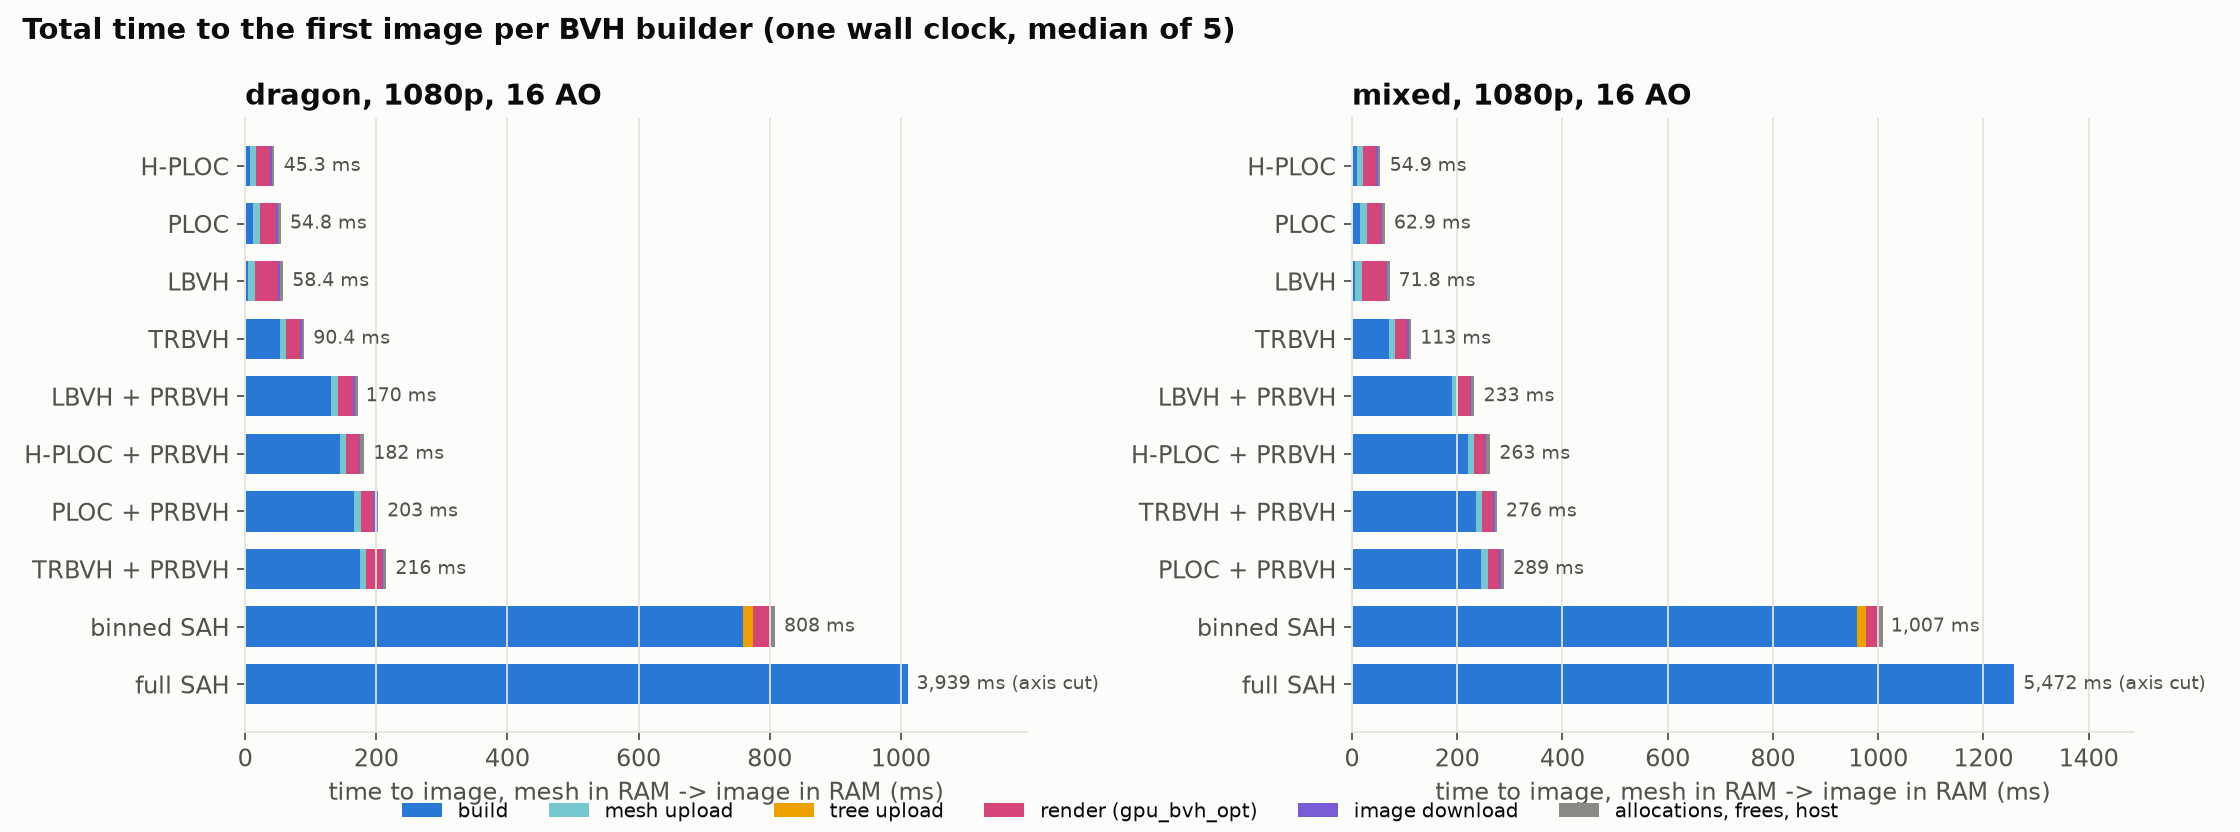 Total time to the first image per BVH builder (one wall clock, median of 5)
dragon, 1080p, 16 AO
H-PLOC 45.3 ms
PLOC 54.8 ms
LBVH 58.4 ms
TRBVH 90.4 ms
LBVH + PRBVH 170 ms
H-PLOC + PRBVH 182 ms
PLOC + PRBVH 203 ms
TRBVH + PRBVH 216 ms
binned SAH 808 ms
full SAH 3,939 ms (axis cut)
0 200 400 600 800 1000
time to image, mesh in RAM -> image in RAM (ms)
mixed, 1080p, 16 AO
H-PLOC 54.9 ms
PLOC 62.9 ms
LBVH 71.8 ms
TRBVH 113 ms
LBVH + PRBVH 233 ms
H-PLOC + PRBVH 263 ms
TRBVH + PRBVH 276 ms
PLOC + PRBVH 289 ms
binned SAH 1,007 ms
full SAH 5,472 ms (axis cut)
0 200 400 600 800 1000 1200 1400
time to image, mesh in RAM -> image in RAM (ms)
build mesh upload tree upload render (gpu_bvh_opt) image download allocations, frees, host